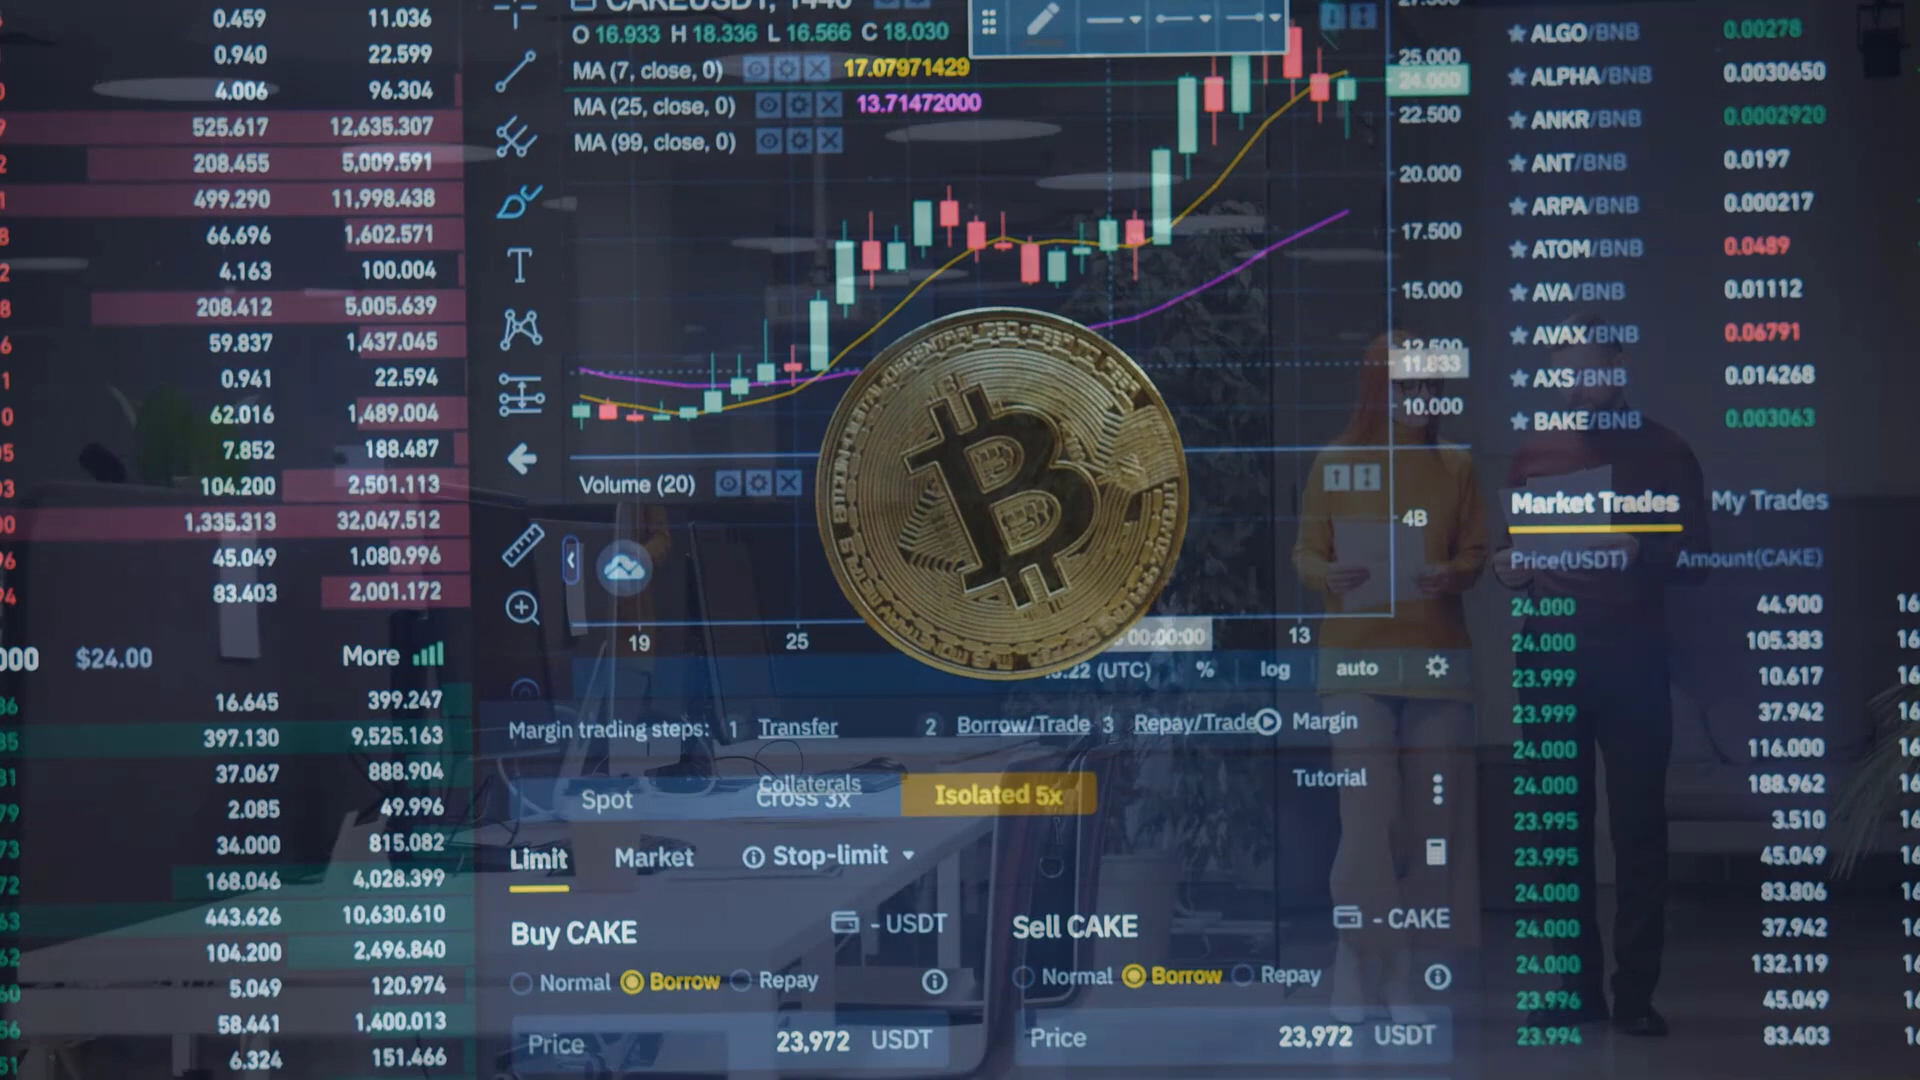 0.459 11.036
0.940 22.599
4.006 96.304
525.617 12,635.307
208.455 5,009.591
499.290 11,998.438
66.696 1,602.571
4.163 100.004
208.412 5,005.639
59.837 1,437.045
0.941 22.594
62.016 1,489.004
7.852 188.487
104.200 2,501.113
1,335.313 32,047.512
45.049 1,080.996
83.403 2,001.172
$24.00 More
16.645 399.247
397.130 9,525.163
37.067 888.904
2.085 49.996
34.000 815.082
168.046 4,028.399
443.626 10,630.610
104.200 2,496.840
5.049 120.974
58.441 1,400.013
6.324 151.466
CAKEUSDT, 1440
O 16.933 H 18.336 L 16.566 C 18.030
MA (7, close, 0) 17.07971429
MA (25, close, 0) 13.71472000
MA (99, close, 0)
25.000
24.000
22.500
20.000
17.500
15.000
12.500
11.833
10.000
Volume (20)
4B
19 25 00:00:00 13
(UTC) % log auto
Margin trading steps: 1 Transfer 2 Borrow/Trade 3 Repay/Trade Margin
Collaterals Tutorial
Spot Cross 3x Isolated 5x
Limit Market Stop-limit
Buy CAKE - USDT
Normal Borrow Repay
Price 23,972 USDT
Sell CAKE - CAKE
Normal Borrow Repay
Price 23,972 USDT
ALGO/BNB 0.00278
ALPHA/BNB 0.0030650
ANKR/BNB 0.0002920
ANT/BNB 0.0197
ARPA/BNB 0.000217
ATOM/BNB 0.0489
AVA/BNB 0.01112
AVAX/BNB 0.06791
AXS/BNB 0.014268
BAKE/BNB 0.003063
Market Trades My Trades
Price(USDT) Amount(CAKE)
24.000 44.900
24.000 105.383
23.999 10.617
23.999 37.942
24.000 116.000
24.000 188.962
23.995 3.510
23.995 45.049
24.000 83.806
24.000 37.942
24.000 132.119
23.996 45.049
23.994 83.403